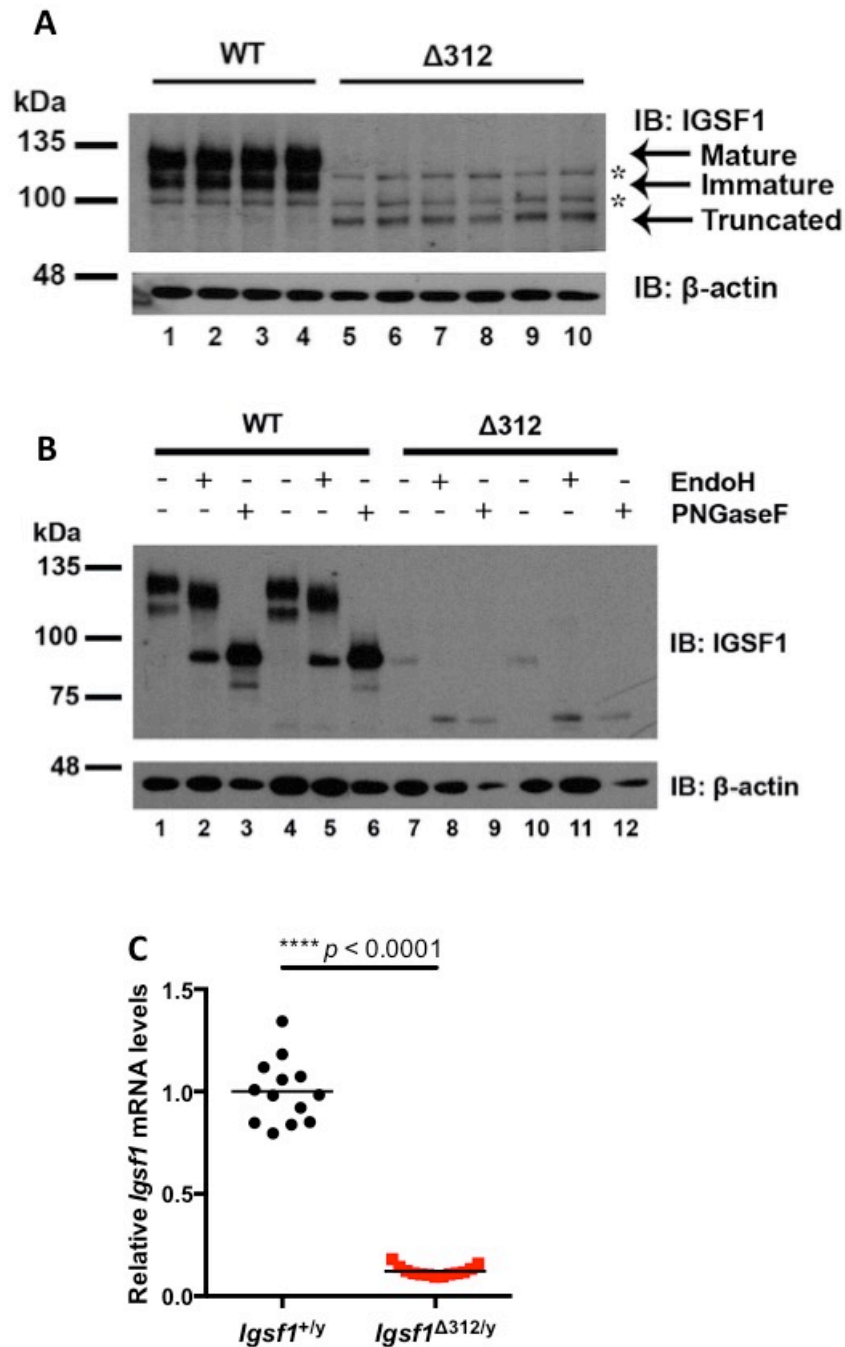 A
WT Δ312
kDa
IB: IGSF1
135
Mature
*
Immature
100
*
Truncated
48
IB: β-actin
1 2 3 4 5 6 7 8 9 10
B
WT Δ312
- + - - + - - + - - + - EndoH
- - + - - + - - + - - + PNGaseF
kDa
135
100
IB: IGSF1
75
48
IB: β-actin
1 2 3 4 5 6 7 8 9 10 11 12
C
**** p < 0.0001
Relative Igsf1 mRNA levels
1.5
1.0
0.5
0.0
Igsf1+/y Igsf1Δ312/y